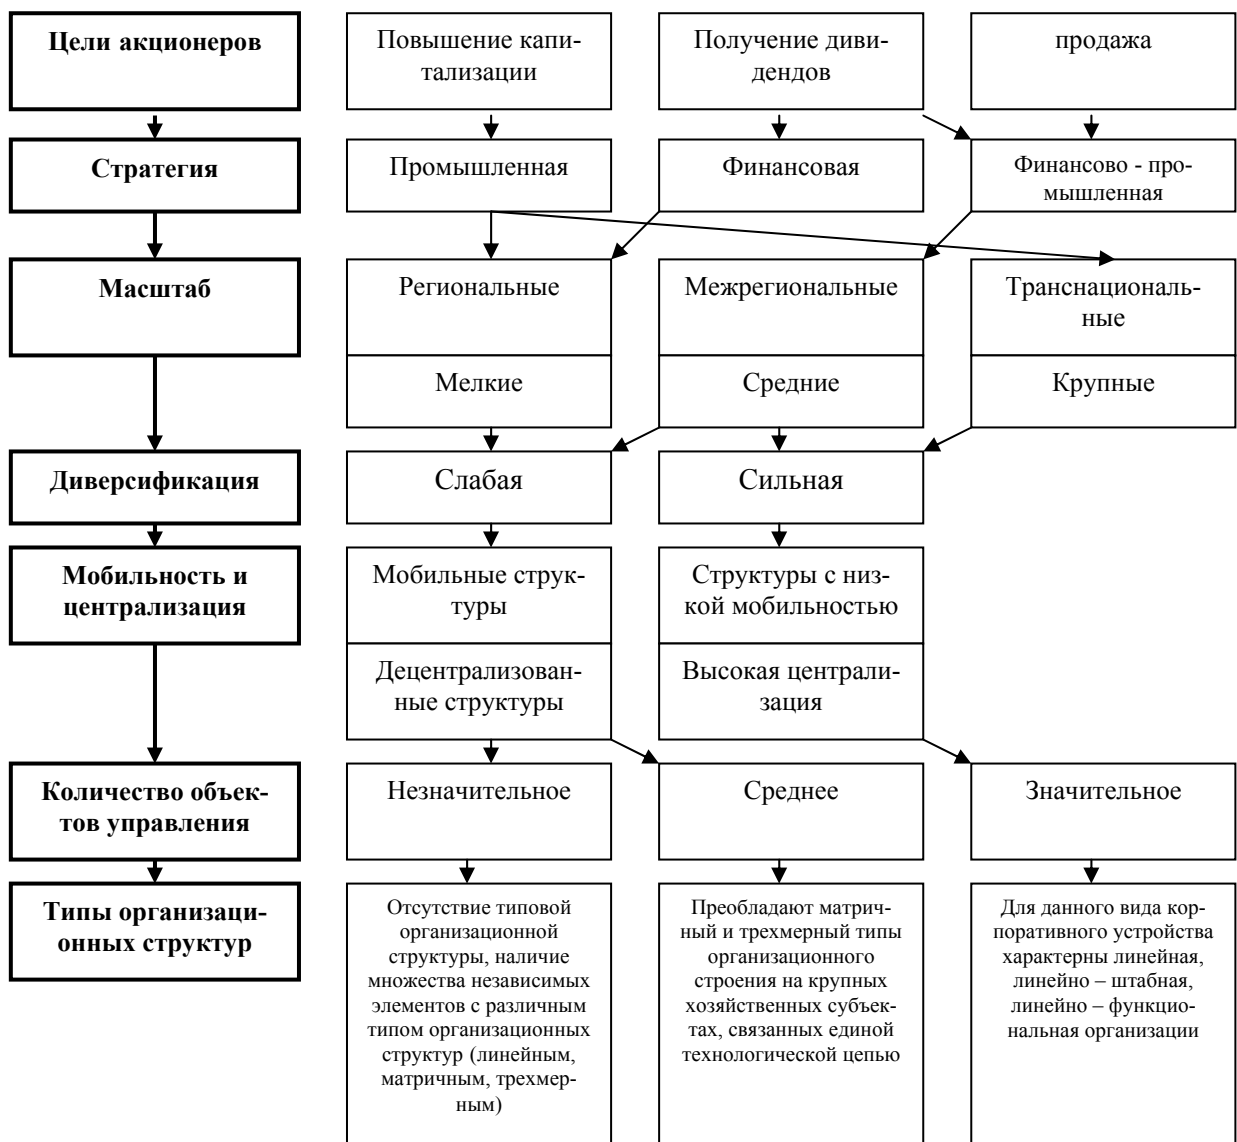 Цели акционеров
Повышение капи-
тализации
Получение диви-
дендов
продажа
Стратегия
Промышленная
Финансовая
Финансово - про-
мышленная
Масштаб
Региональные
Межрегиональные
Транснациональ-
ные
Мелкие
Средние
Крупные
Диверсификация
Слабая
Сильная
Мобильность и
централизация
Мобильные струк-
туры
Структуры с низ-
кой мобильностью
Децентрализован-
ные структуры
Высокая централи-
зация
Количество объек-
тов управления
Незначительное
Среднее
Значительное
Типы организаци-
онных структур
Отсутствие типовой
организационной
структуры, наличие
множества независимых
элементов с различным
типом организационных
структур (линейным,
матричным, трехмер-
ным)
Преобладают матрич-
ный и трехмерный типы
организационного
строения на крупных
хозяйственных субъек-
тах, связанных единой
технологической цепью
Для данного вида кор-
поративного устройства
характерны линейная,
линейно – штабная,
линейно – функцио-
нальная организации